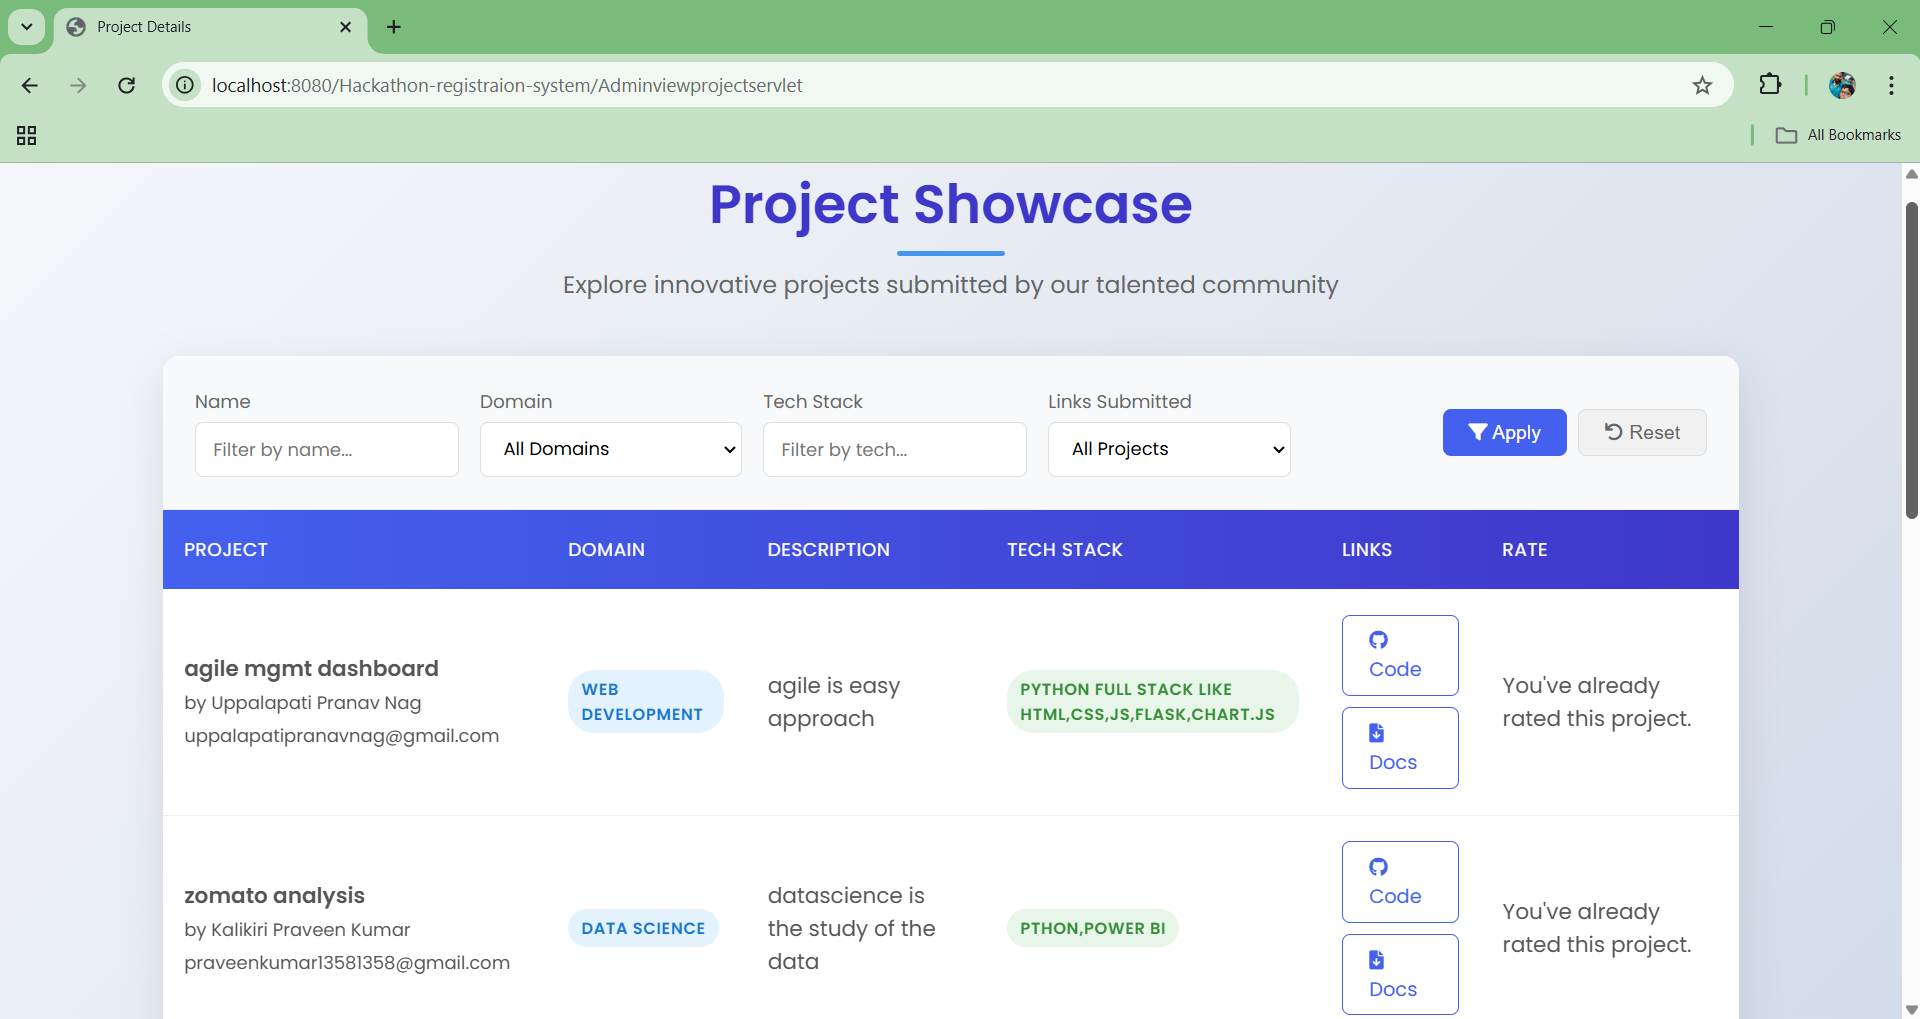 Project Details
localhost:8080/Hackathon-registraion-system/Adminviewprojectservlet
All Bookmarks
Project Showcase
Explore innovative projects submitted by our talented community
Name
Domain
Tech Stack
Links Submitted
Filter by name...
All Domains
Filter by tech...
All Projects
Apply
Reset
PROJECT
DOMAIN
DESCRIPTION
TECH STACK
LINKS
RATE
agile mgmt dashboard
by Uppalapati Pranav Nag
uppalapatipranavnag@gmail.com
WEB
DEVELOPMENT
agile is easy
approach
PYTHON FULL STACK LIKE
HTML,CSS,JS,FLASK,CHART.JS
Code
Docs
You've already
rated this project.
zomato analysis
by Kalikiri Praveen Kumar
praveenkumar13581358@gmail.com
DATA SCIENCE
datascience is
the study of the
data
PTHON,POWER BI
Code
Docs
You've already
rated this project.